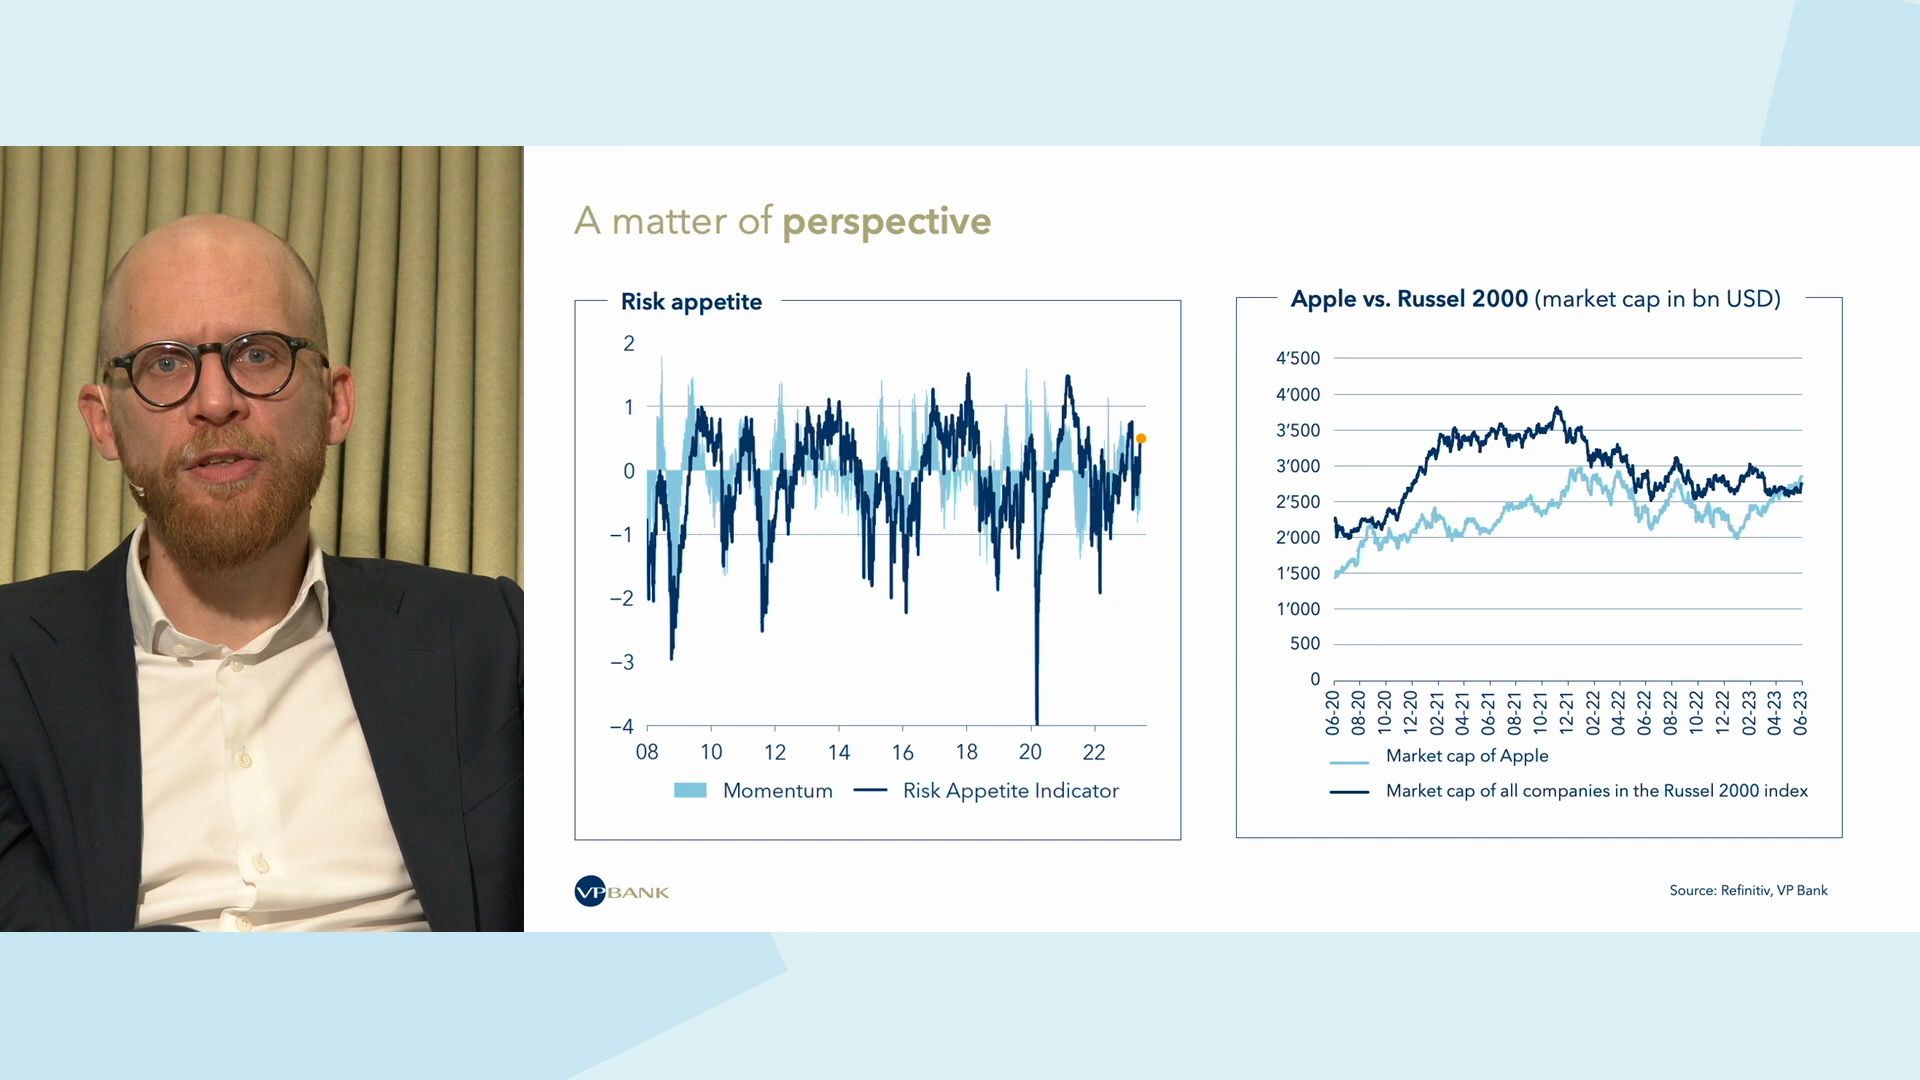 A matter of perspective
Risk appetite
2
1
0
−1
−2
−3
−4
08 10 12 14 16 18 20 22
Momentum Risk Appetite Indicator
Apple vs. Russel 2000 (market cap in bn USD)
4’500
4’000
3’500
3’000
2’500
2’000
1’500
1’000
500
0
06-20 08-20 10-20 12-20 02-21 04-21 06-21 08-21 10-21 12-21 02-22 04-22 06-22 08-22 10-22 12-22 02-23 04-23 06-23
Market cap of Apple
Market cap of all companies in the Russel 2000 index
VP BANK
Source: Refinitiv, VP Bank